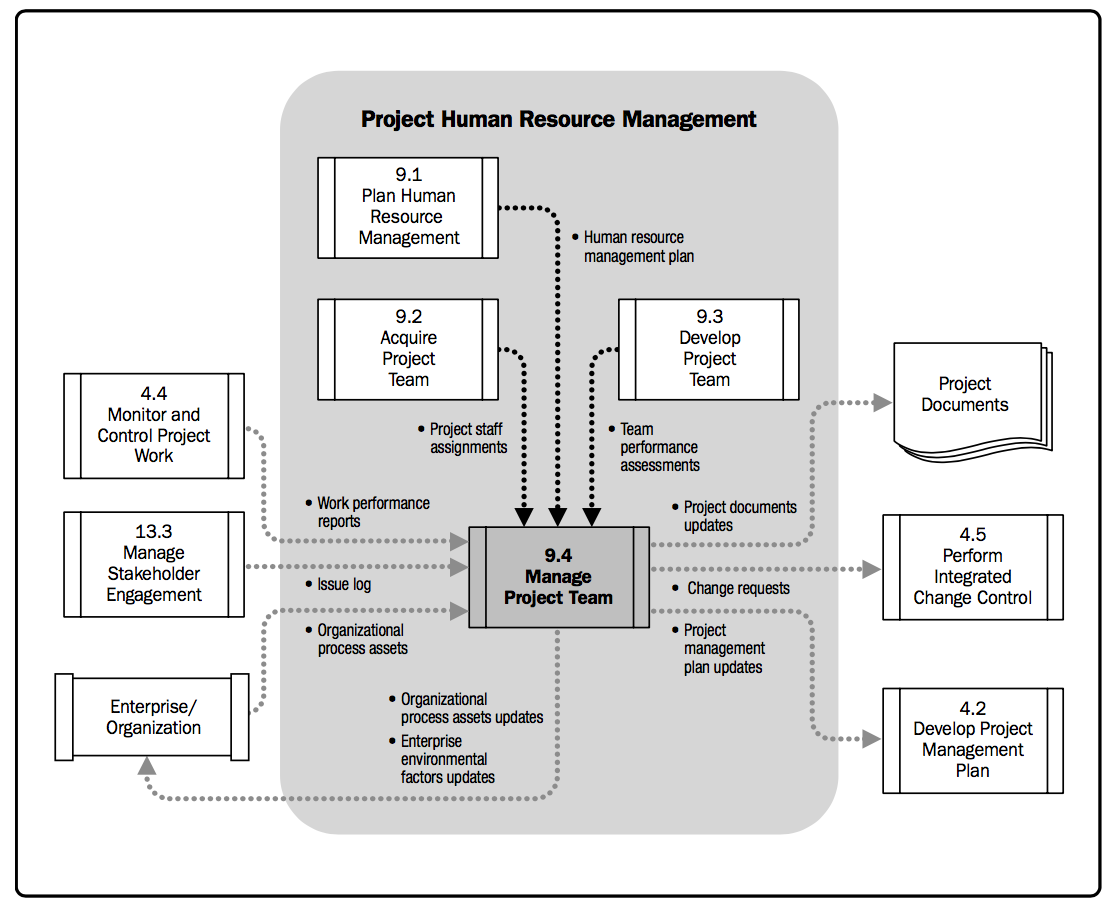 Project Human Resource Management
9.1
Plan Human
Resource
Management
• Human resource
management plan
9.2
Acquire
Project
Team
9.3
Develop
Project
Team
• Project staff
assignments
• Team
performance
assessments
4.4
Monitor and
Control Project
Work
13.3
Manage
Stakeholder
Engagement
Enterprise/
Organization
• Work performance
reports
• Issue log
• Organizational
process assets
9.4
Manage
Project Team
• Organizational
process assets updates
• Enterprise
environmental
factors updates
• Project documents
updates
• Change requests
• Project
management
plan updates
Project
Documents
4.5
Perform
Integrated
Change Control
4.2
Develop Project
Management
Plan